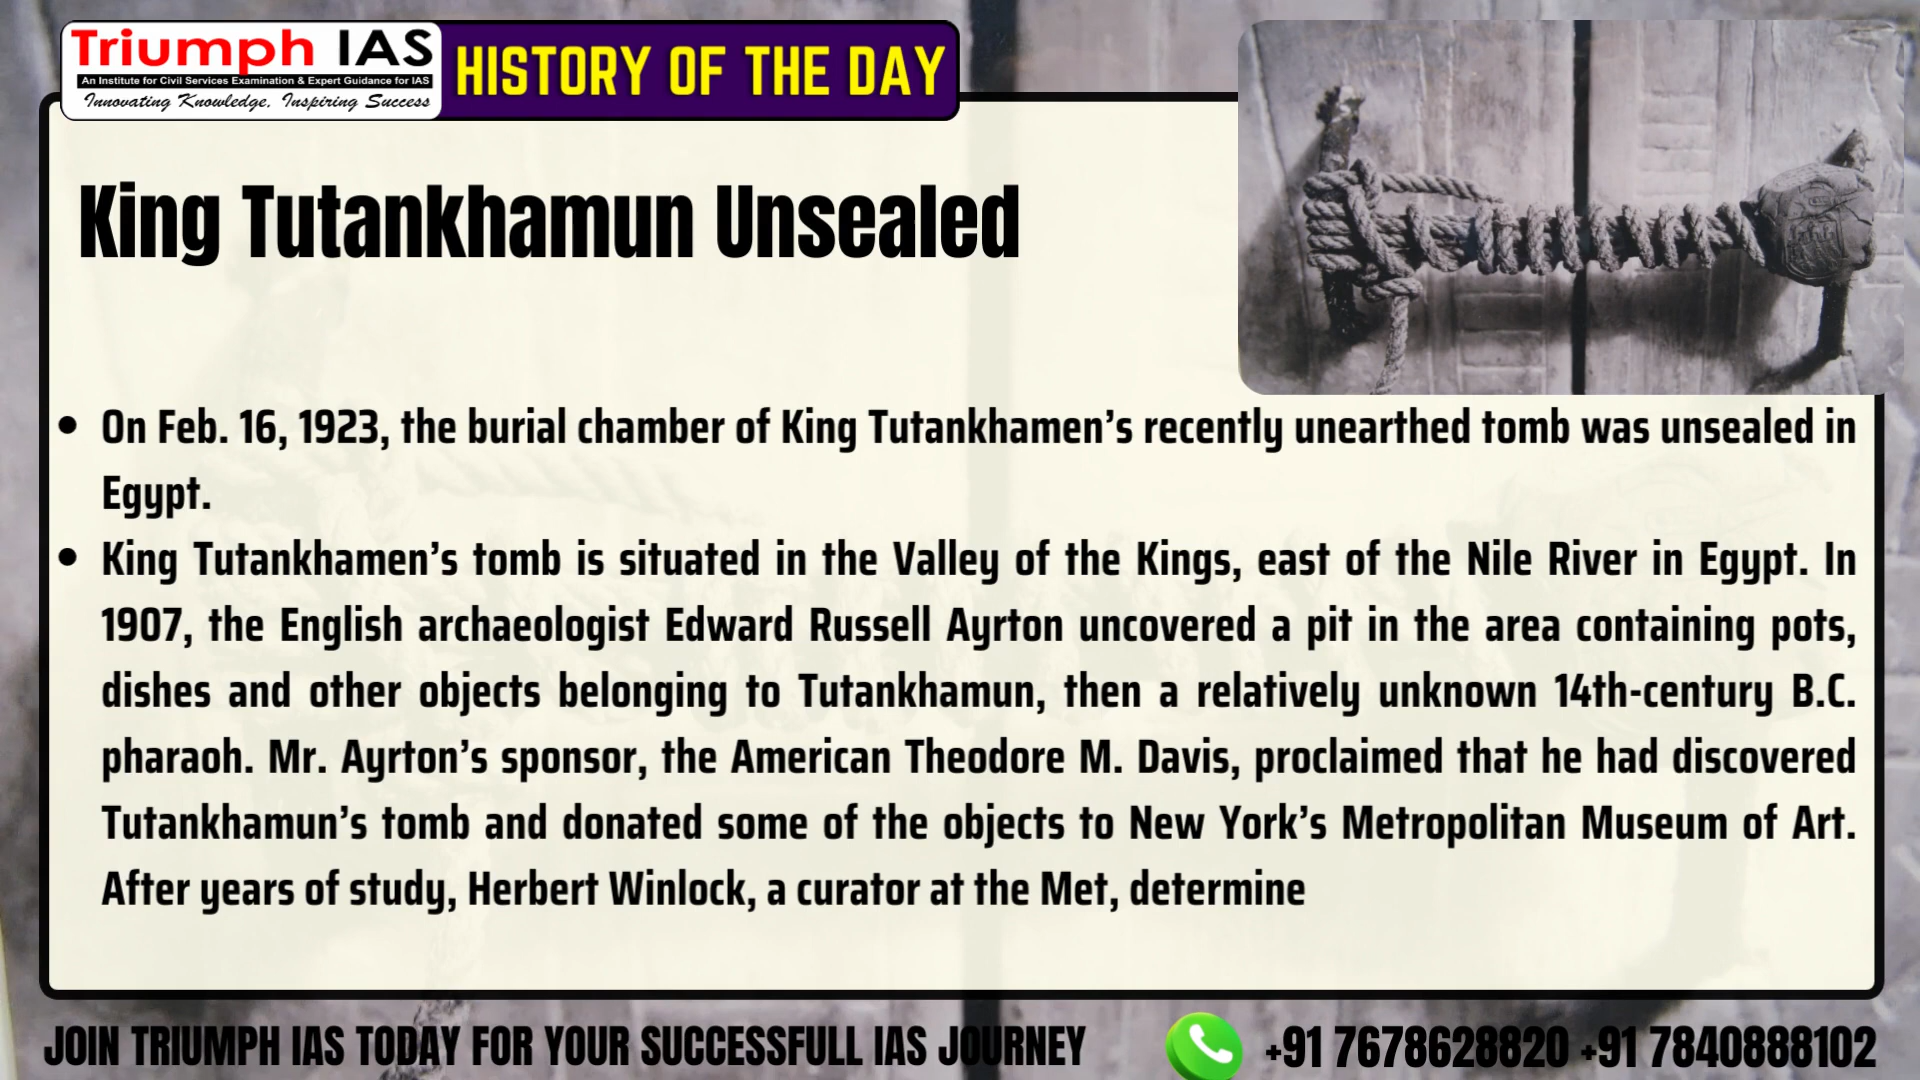 Triumph IAS
An Institute for Civil Services Examination & Expert Guidance for IAS
Innovating Knowledge, Inspiring Success
HISTORY OF THE DAY
King Tutankhamun Unsealed
• On Feb. 16, 1923, the burial chamber of King Tutankhamen’s recently unearthed tomb was unsealed in
Egypt.
• King Tutankhamen’s tomb is situated in the Valley of the Kings, east of the Nile River in Egypt. In
1907, the English archaeologist Edward Russell Ayrton uncovered a pit in the area containing pots,
dishes and other objects belonging to Tutankhamun, then a relatively unknown 14th-century B.C.
pharaoh. Mr. Ayrton’s sponsor, the American Theodore M. Davis, proclaimed that he had discovered
Tutankhamun’s tomb and donated some of the objects to New York’s Metropolitan Museum of Art.
After years of study, Herbert Winlock, a curator at the Met, determine
JOIN TRIUMPH IAS TODAY FOR YOUR SUCCESSFULL IAS JOURNEY
+91 7678628820 +91 7840888102